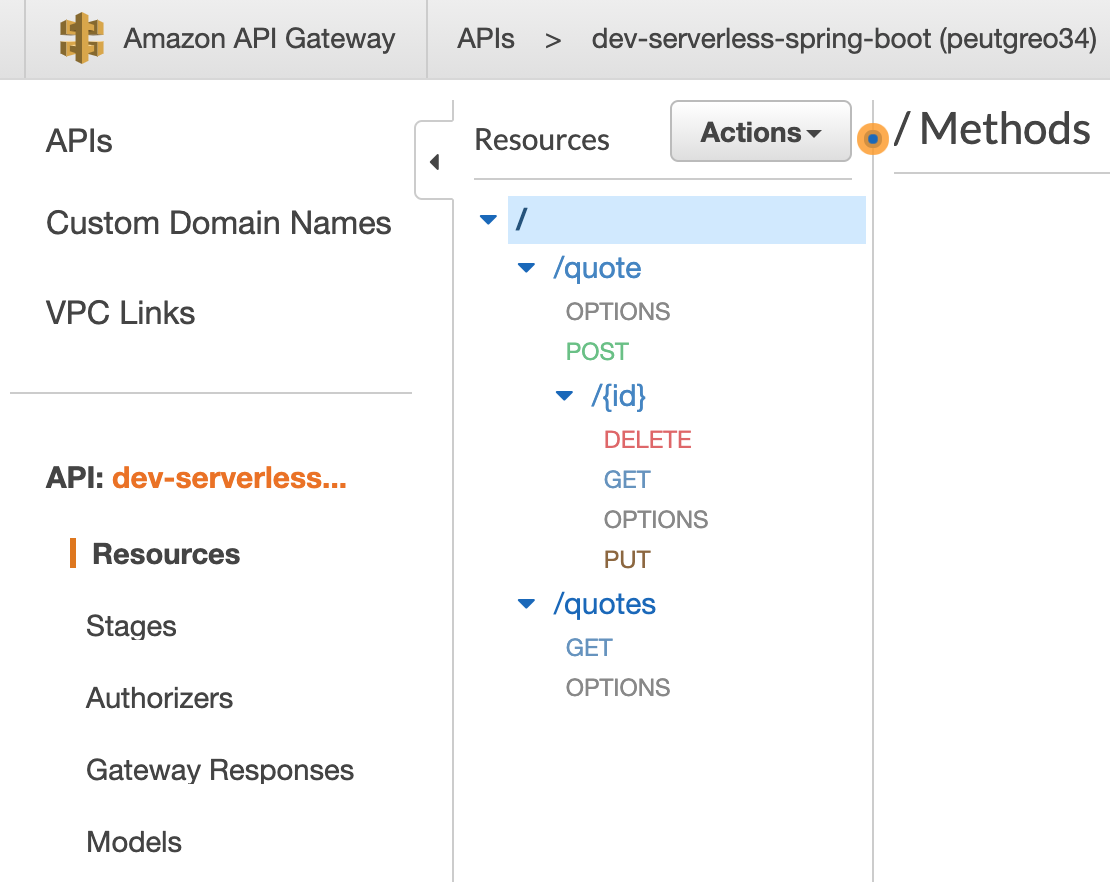 Amazon API Gateway
APIs > dev-serverless-spring-boot (peutgreo34)
APIs
Custom Domain Names
VPC Links
API: dev-serverless...
Resources
Stages
Authorizers
Gateway Responses
Models
Resources
Actions
/
/quote
OPTIONS
POST
/{id}
DELETE
GET
OPTIONS
PUT
/quotes
GET
OPTIONS
/ Methods